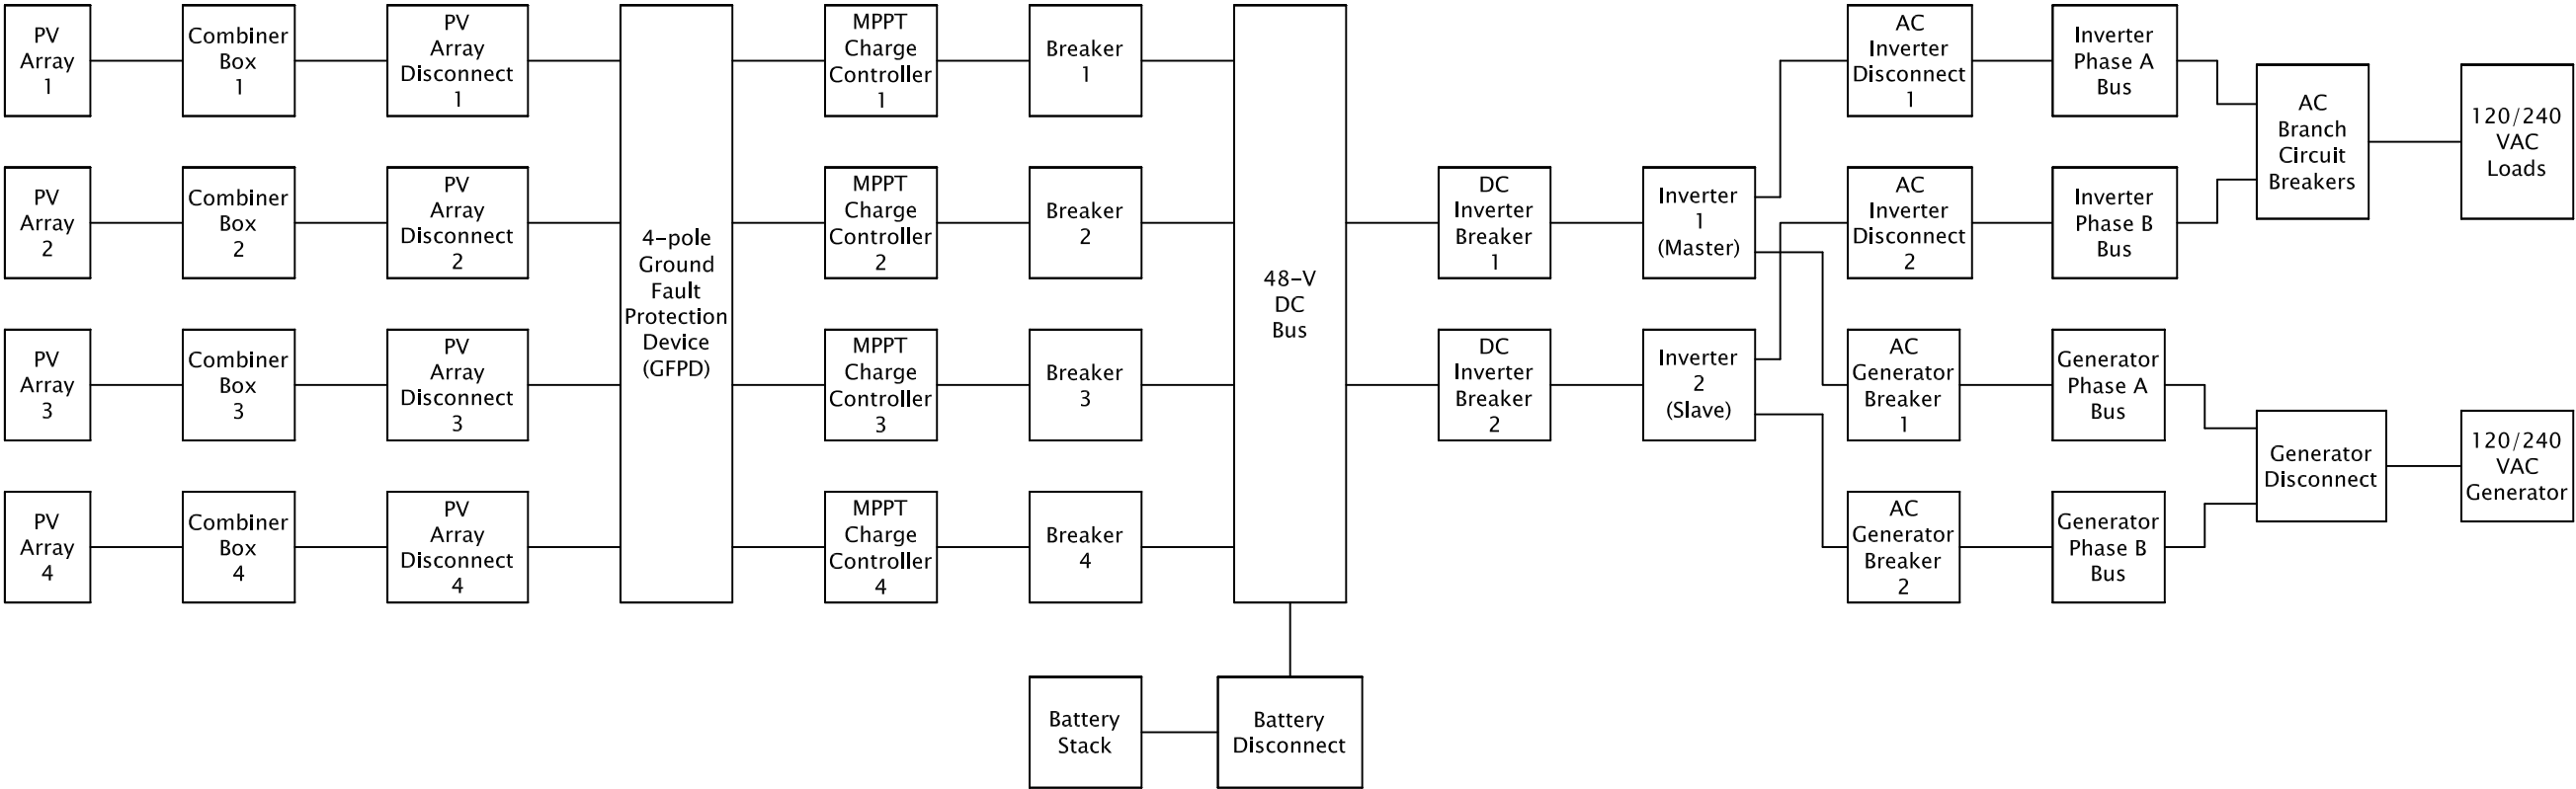 PV
Array
1
Combiner
Box
1
PV
Array
Disconnect
1
MPPT
Charge
Controller
1
Breaker
1
AC
Inverter
Disconnect
1
Inverter
Phase A
Bus
PV
Array
2
Combiner
Box
2
PV
Array
Disconnect
2
4-pole
Ground
Fault
Protection
Device
(GFPD)
MPPT
Charge
Controller
2
Breaker
2
48-V
DC
Bus
DC
Inverter
Breaker
1
Inverter
1
(Master)
AC
Inverter
Disconnect
2
Inverter
Phase B
Bus
AC
Branch
Circuit
Breakers
120/240
VAC
Loads
PV
Array
3
Combiner
Box
3
PV
Array
Disconnect
3
MPPT
Charge
Controller
3
Breaker
3
DC
Inverter
Breaker
2
Inverter
2
(Slave)
AC
Generator
Breaker
1
Generator
Phase A
Bus
Generator
Disconnect
120/240
VAC
Generator
PV
Array
4
Combiner
Box
4
PV
Array
Disconnect
4
MPPT
Charge
Controller
4
Breaker
4
AC
Generator
Breaker
2
Generator
Phase B
Bus
Battery
Stack
Battery
Disconnect